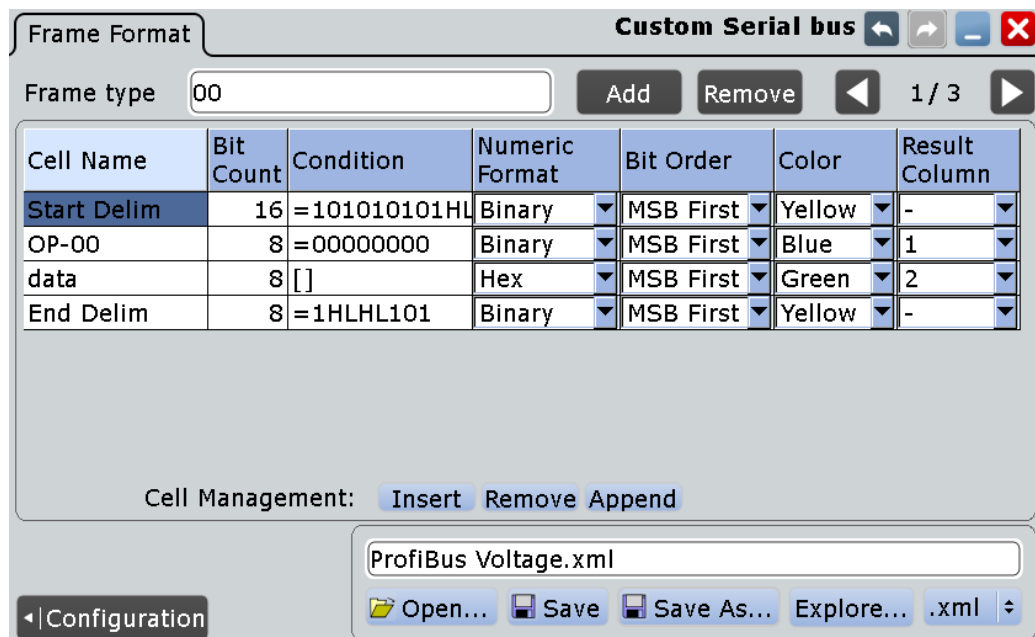 Frame Format
Custom Serial bus
Frame type 00 Add Remove 1 / 3
Cell Name Bit Count Condition Numeric Format Bit Order Color Result Column
Start Delim 16 =101010101HL Binary MSB First Yellow -
OP-00 8 =00000000 Binary MSB First Blue 1
data 8 [] Hex MSB First Green 2
End Delim 8 =1HLHL101 Binary MSB First Yellow -
Cell Management: Insert Remove Append
ProfiBus Voltage.xml
Configuration Open... Save Save As... Explore... .xml